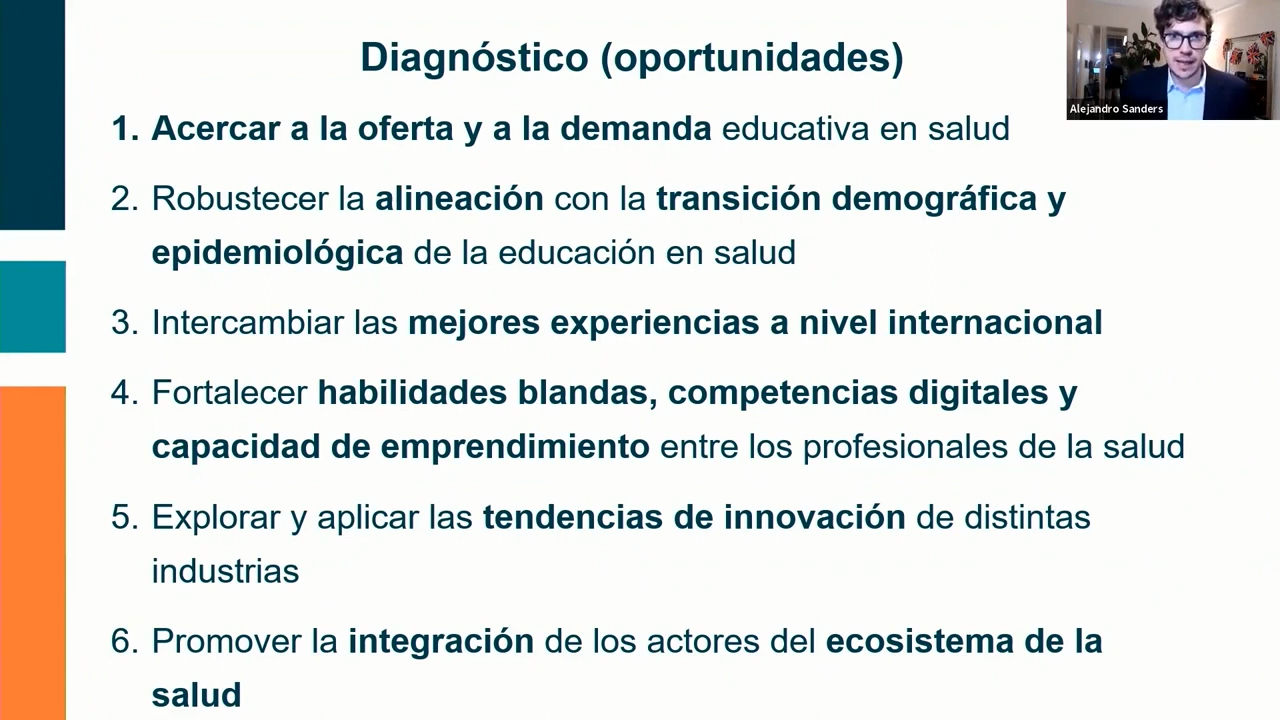 Diagnóstico (oportunidades)
Alejandro Sanders
1. Acercar a la oferta y a la demanda educativa en salud
2. Robustecer la alineación con la transición demográfica y
epidemiológica de la educación en salud
3. Intercambiar las mejores experiencias a nivel internacional
4. Fortalecer habilidades blandas, competencias digitales y
capacidad de emprendimiento entre los profesionales de la salud
5. Explorar y aplicar las tendencias de innovación de distintas
industrias
6. Promover la integración de los actores del ecosistema de la
salud